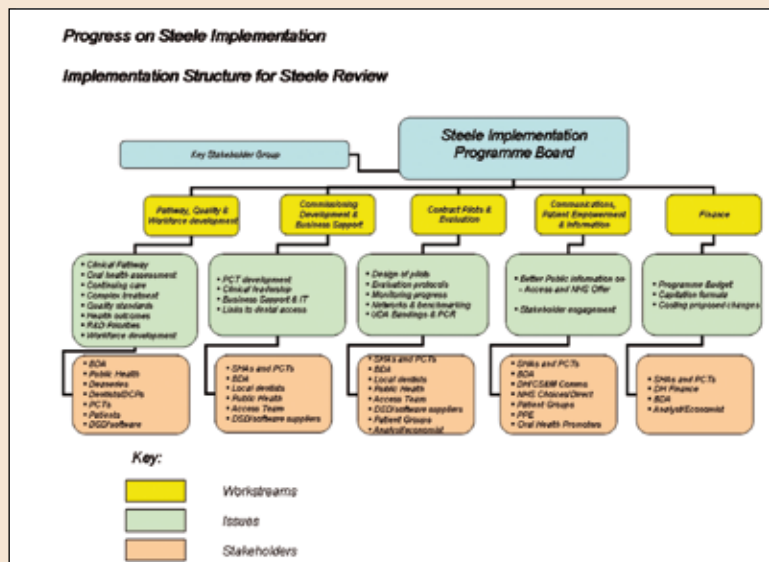 Progress on Steele Implementation
Implementation Structure for Steele Review
Steele Implementation
Programme Board
Key Stakeholder Group
Pathway, Quality &
Workforce development
Commissioning
Development &
Business Support
Contract Pilots &
Evaluation
Communications,
Patient Empowerment
& Information
Finance
• Clinical Pathway
• Oral health assessment
• Continuing care
• Complex treatment
• Quality standards
• Health outcomes
• R&D Priorities
• Workforce development
• PCT development
• Clinical leadership
• Business Support & IT
• Links to dental access
• Design of pilots
• Evaluation protocols
• Monitoring progress
• Networks & benchmarking
• UDA Bandings & PCR
• Better Public information on
– Access and NHS Offer
• Stakeholder engagement
• Programme Budget
• Capitation formula
• Costing proposed changes
• BDA
• Public Health
• Deaneries
• Dentists/DCPs
• PCTs
• Patients
• DSD/software
• SHAs and PCTs
• BDA
• Local dentists
• Public Health
• Access Team
• DSD/software suppliers
• SHAs and PCTs
• BDA
• Local dentists
• Public Health
• Access Team
• DSD/software suppliers
• Patient Groups
• Analyst/economist
• SHAs and PCTs
• BDA
Comms
• NHS Choices/Direct
• Patient Groups
• PPE
• Oral Health Promoters
• SHAs and PCTs
• DH Finance
• BDA
• Analyst/Economist
Key:
Workstreams
Issues
Stakeholders